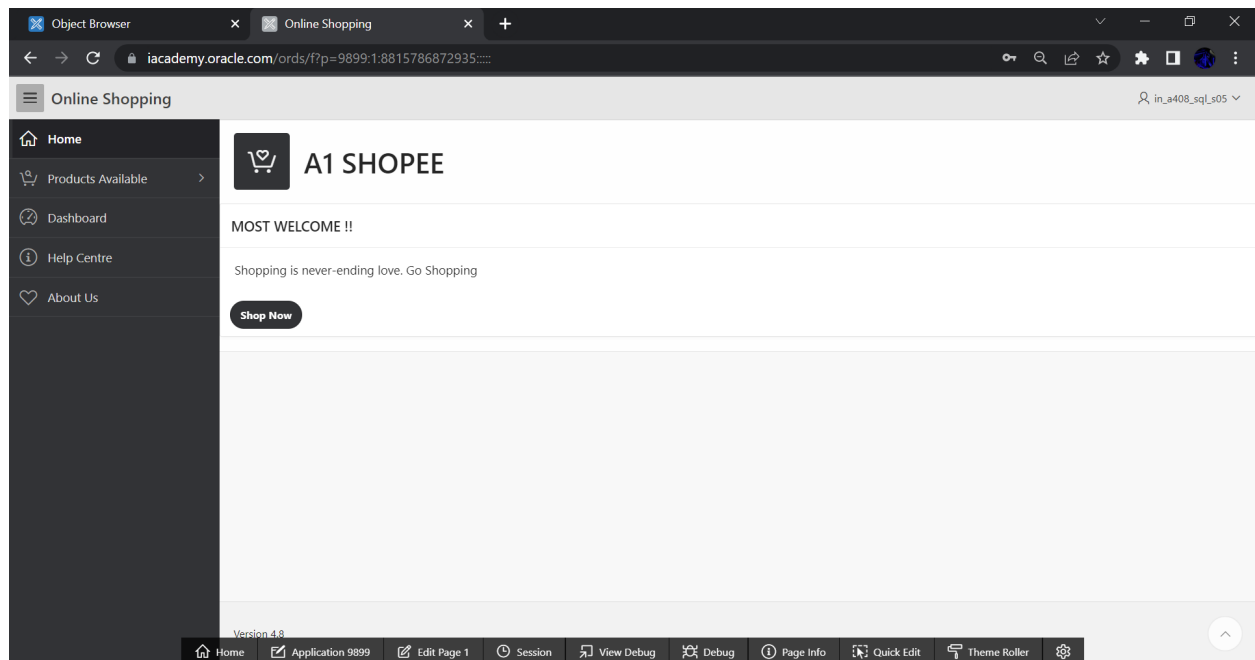 Object Browser
Online Shopping
iacademy.oracle.com/ords/f?p=9899:1:8815786872935:::::
Online Shopping
in_a408_sql_s05
Home
Products Available
Dashboard
Help Centre
About Us
A1 SHOPEE
MOST WELCOME !!
Shopping is never-ending love. Go Shopping
Shop Now
Version 4.8
Home Application 9899 Edit Page 1 Session View Debug Debug Page Info Quick Edit Theme Roller